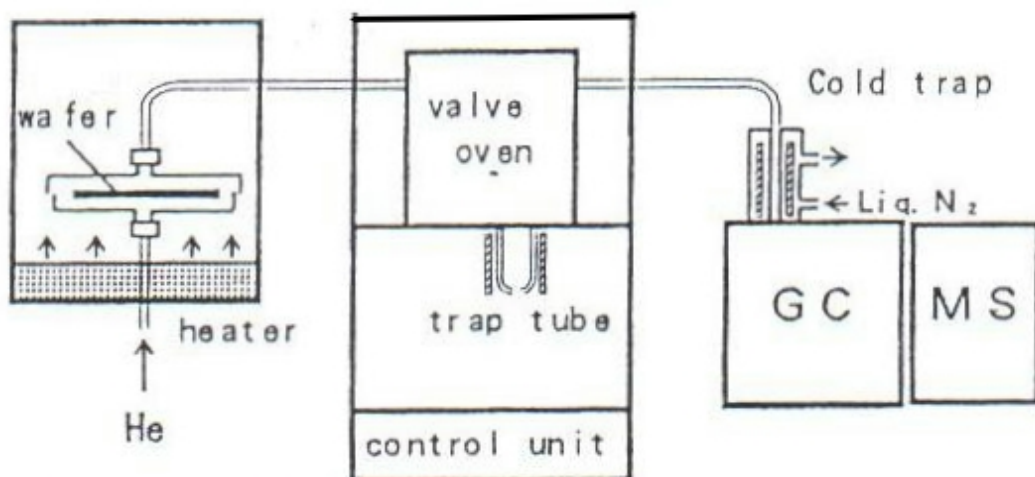 wafer
heater
He
valve
oven
trap tube
control unit
Cold trap
Liq. N₂
GC
MS